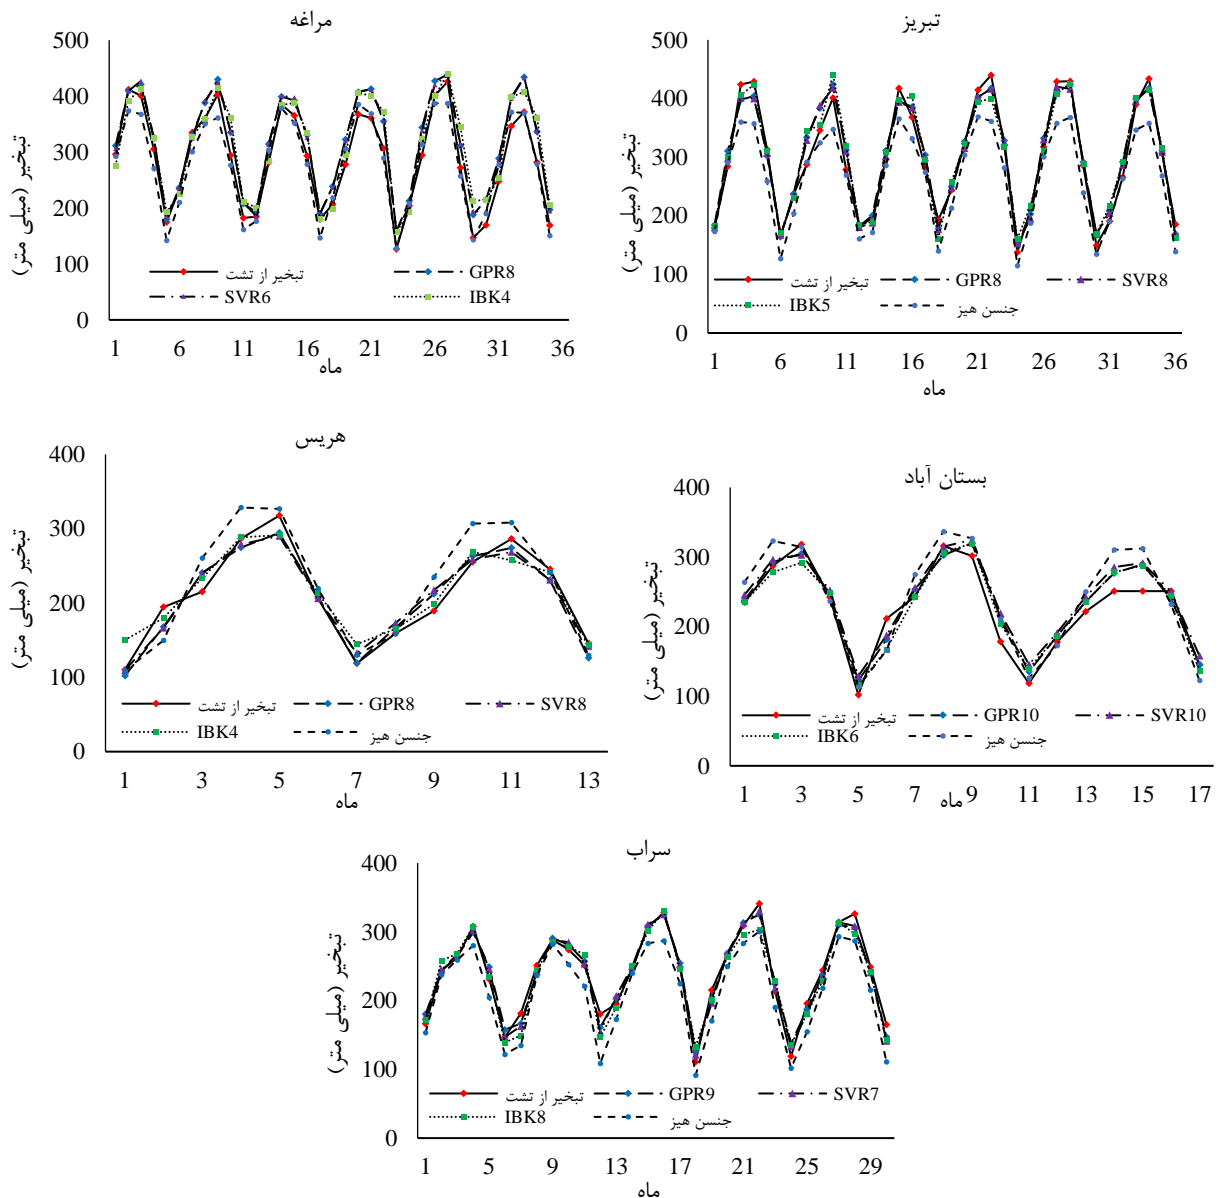 مراغه
500
400
300
200
100
0
تبخیر (میلی متر)
تبخیر از تشت
GPR8
SVR6
IBK4
1 6 11 16 21 26 31 36
ماه
تبریز
500
400
300
200
100
0
تبخیر (میلی متر)
تبخیر از تشت
GPR8
SVR8
IBK5
جنسن هیز
1 6 11 16 21 26 31 36
ماه
هریس
400
300
200
100
0
تبخیر (میلی متر)
تبخیر از تشت
GPR8
SVR8
IBK4
جنسن هیز
1 3 5 7 9 11 13
ماه
بستان آباد
400
300
200
100
0
تبخیر (میلی متر)
تبخیر از تشت
GPR10
SVR10
IBK6
جنسن هیز
1 3 5 7 9 11 13 15 17
ماه
سراب
400
300
200
100
0
تبخیر (میلی متر)
تبخیر از تشت
GPR9
SVR7
IBK8
جنسن هیز
1 5 9 13 17 21 25 29
ماه